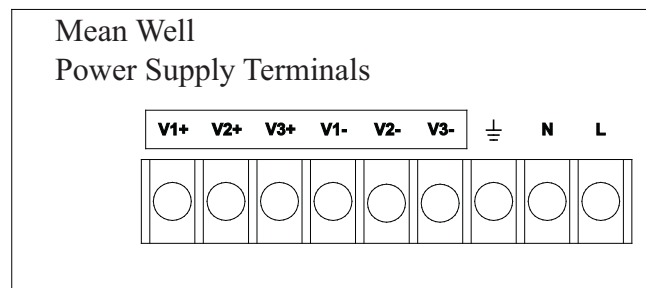 Mean Well
Power Supply Terminals
V1+ V2+ V3+ V1- V2- V3- N L